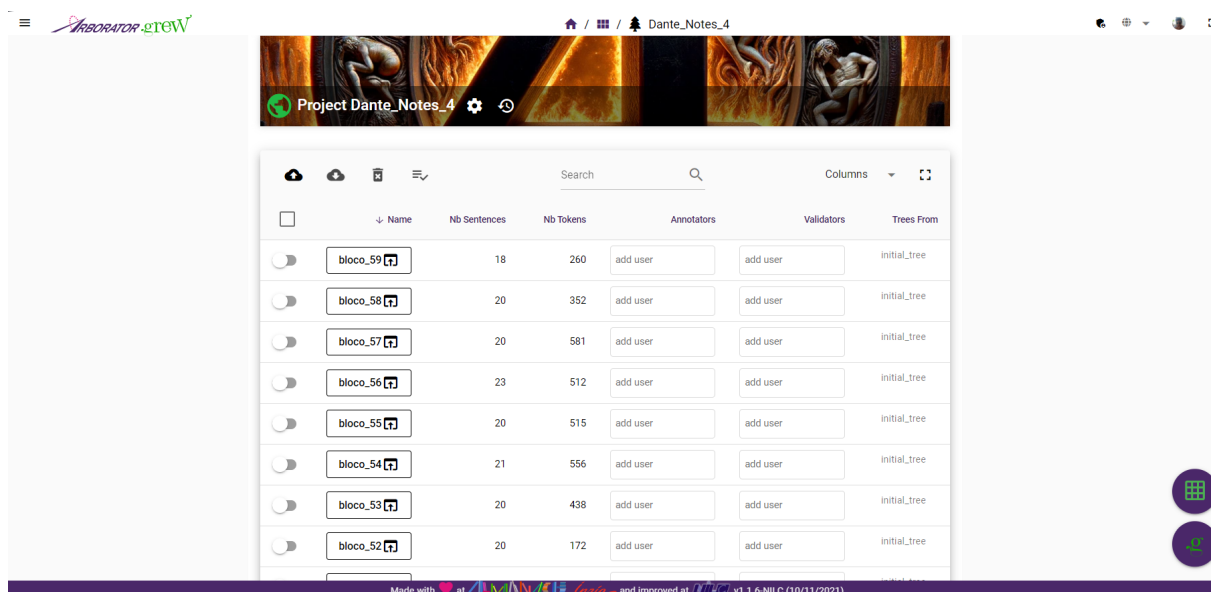 ARBORATOR.grew
/ / Dante_Notes_4
Project Dante_Notes_4
Search
Columns
Name Nb Sentences Nb Tokens Annotators Validators Trees From
bloco_59 18 260 add user add user initial_tree
bloco_58 20 352 add user add user initial_tree
bloco_57 20 581 add user add user initial_tree
bloco_56 23 512 add user add user initial_tree
bloco_55 20 515 add user add user initial_tree
bloco_54 21 556 add user add user initial_tree
bloco_53 20 438 add user add user initial_tree
bloco_52 20 172 add user add user initial_tree
.g
Made with at and improved at v1.1.6-NILC (10/11/2021)